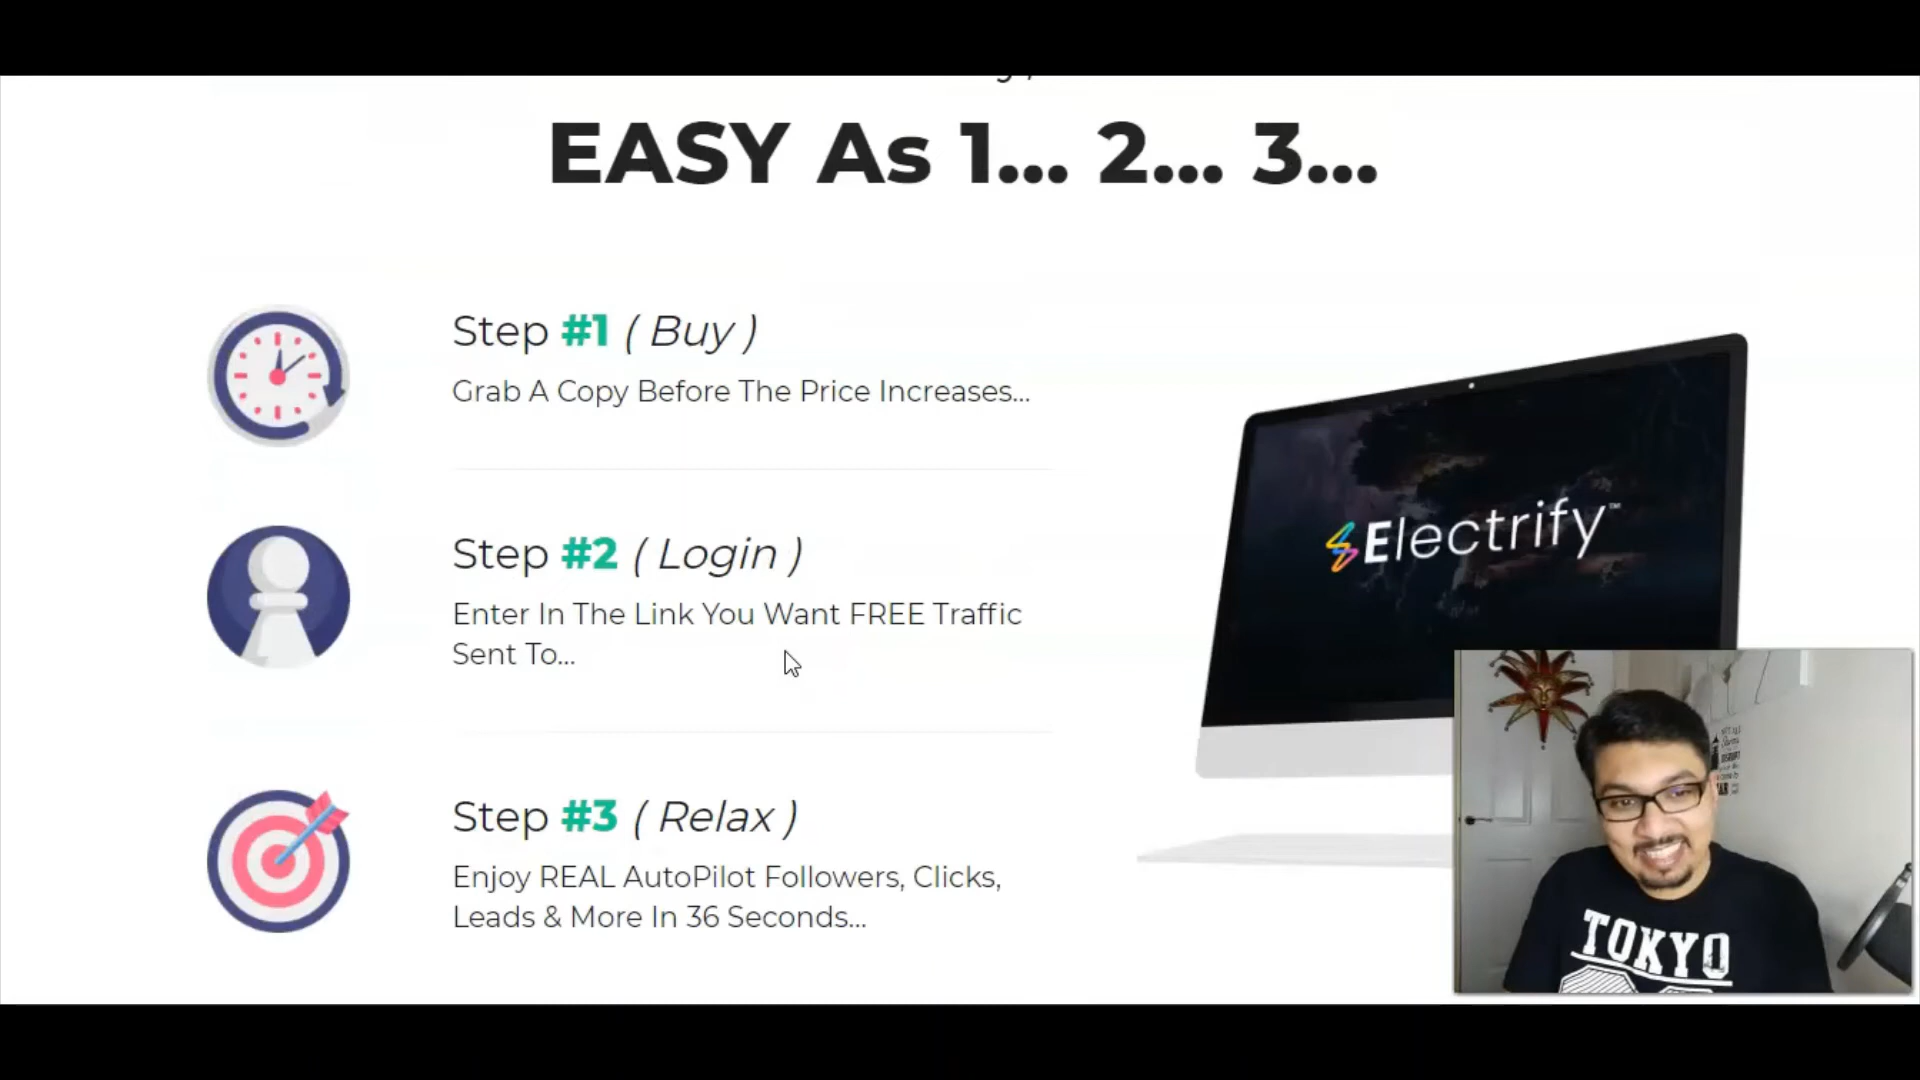 EASY As 1... 2... 3...
Step #1 ( Buy )
Grab A Copy Before The Price Increases...
Step #2 ( Login )
Enter In The Link You Want FREE Traffic
Sent To...
Step #3 ( Relax )
Enjoy REAL AutoPilot Followers, Clicks,
Leads & More In 36 Seconds...
Electrify™
TOKYO